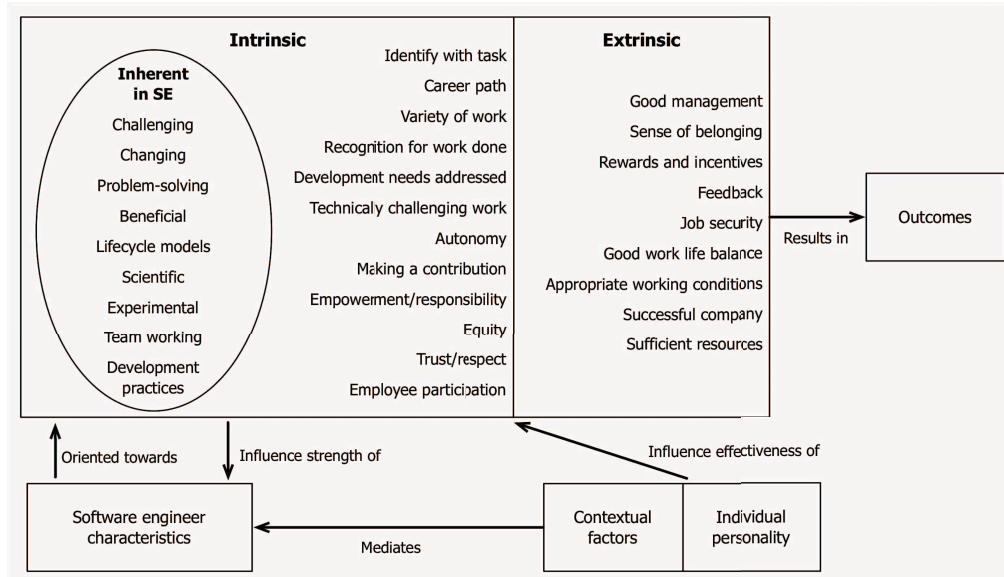 Intrinsic
Inherent
in SE
Challenging
Changing
Problem-solving
Beneficial
Lifecycle models
Scientific
Experimental
Team working
Development
practices
Identify with task
Career path
Variety of work
Recognition for work done
Development needs addressed
Technicaly challenging work
Autonomy
Making a contribution
Empowerment/responsibility
Equity
Trust/respect
Employee participation
Extrinsic
Good management
Sense of belonging
Rewards and incentives
Feedback
Job security
Good work life balance
Appropriate working conditions
Successful company
Sufficient resources
Results in
Outcomes
Oriented towards
Influence strength of
Influence effectiveness of
Software engineer
characteristics
Mediates
Contextual
factors
Individual
personality